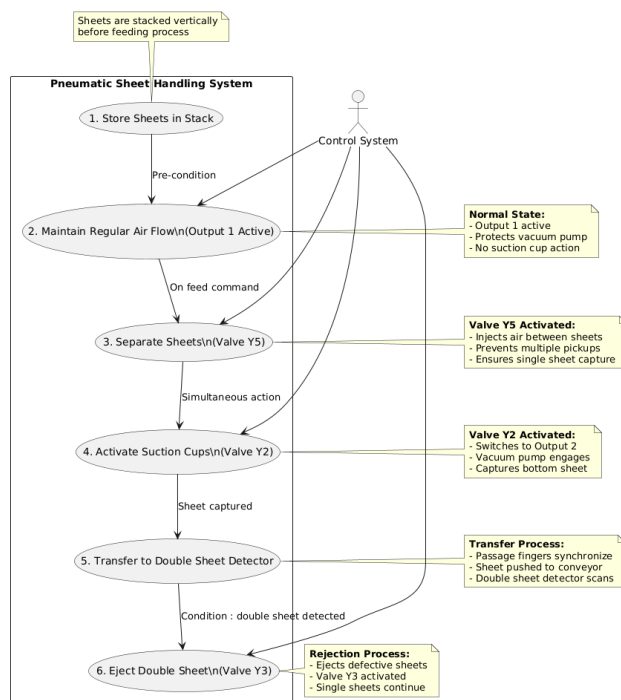 Sheets are stacked vertically
before feeding process
Pneumatic Sheet Handling System
1. Store Sheets in Stack
Control System
Pre-condition
2. Maintain Regular Air Flow\n(Output 1 Active)
Normal State:
- Output 1 active
- Protects vacuum pump
- No suction cup action
On feed command
3. Separate Sheets\n(Valve Y5)
Valve Y5 Activated:
- Injects air between sheets
- Prevents multiple pickups
- Ensures single sheet capture
Simultaneous action
4. Activate Suction Cups\n(Valve Y2)
Valve Y2 Activated:
- Switches to Output 2
- Vacuum pump engages
- Captures bottom sheet
Sheet captured
5. Transfer to Double Sheet Detector
Transfer Process:
- Passage fingers synchronize
- Sheet pushed to conveyor
- Double sheet detector scans
Condition : double sheet detected
6. Eject Double Sheet\n(Valve Y3)
Rejection Process:
- Ejects defective sheets
- Valve Y3 activated
- Single sheets continue